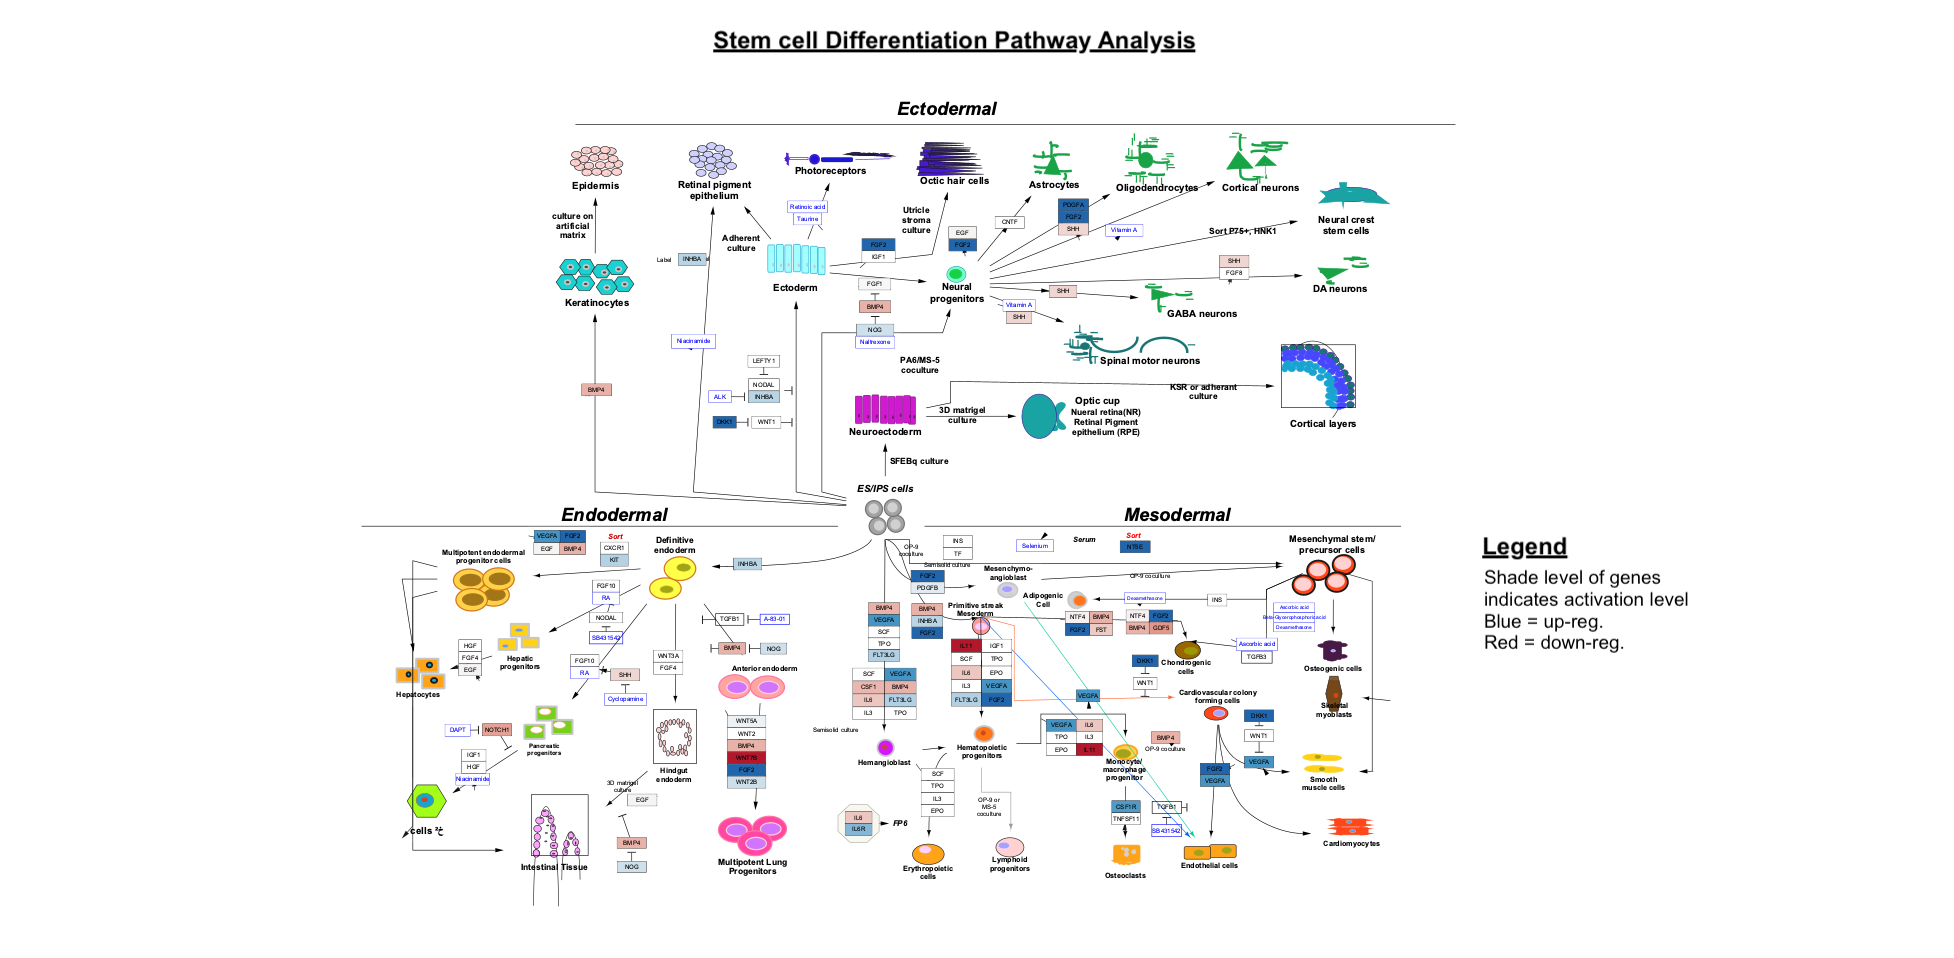 Stem cell Differentiation Pathway Analysis
Ectodermal
Epidermis
Retinal pigment
epithelium
Photoreceptors
Octic hair cells
Astrocytes
Oligodendrocytes
Cortical neurons
Neural crest
stem cells
culture on
artificial
matrix
Retinoic acid
Taurine
Utricle
stroma
culture
CNTF
PDGFA
FGF2
SHH
Vitamin A
Sort P75+, HNK1
Adherent
culture
Label
INHBA
FGF2
IGF1
EGF
FGF2
SHH
FGF8
Keratinocytes
Ectoderm
FGF1
BMP4
NOG
Naltrexone
Neural
progenitors
SHH
Vitamin A
SHH
DA neurons
GABA neurons
Spinal motor neurons
Niacinamide
PA6/MS-5
coculture
LEFTY1
NODAL
INHBA
ALK
BMP4
DKK1
WNT1
KSR or adherant
culture
Neuroectoderm
3D matrigel
culture
Optic cup
Nueral retina(NR)
Retinal Pigment
epithelium (RPE)
Cortical layers
SFEBq culture
ES/IPS cells
Endodermal
Mesodermal
VEGFA FGF2
EGF BMP4
Sort
CXCR1
KIT
Definitive
endoderm
Multipotent endodermal
progenitor cells
INHBA
FGF10
RA
NODAL
SB431542
TGFB1
A-83-01
BMP4
NOG
HGF
FGF4
EGF
Hepatic
progenitors
FGF10
RA
SHH
Cyclopamine
WNT3A
FGF4
Anterior endoderm
Hepatocytes
DAPT
NOTCH1
Pancreatic
progenitors
IGF1
HGF
Niacinamide
Hindgut
endoderm
WNT5A
WNT2
BMP4
WNT7B
FGF2
WNT2B
3D matrigel
culture
EGF
BMP4
NOG
Intestinal Tissue
Multipotent Lung
Progenitors
OP-9
coculture
INS
TF
Semisolid culture
Selenium
Serum
Sort
NT5E
Mesenchymal stem/
precursor cells
FGF2
PDGFB
Mesenchymo-
angioblast
OP-9 coculture
Adipogenic
Cell
Dexamethasone
INS
Ascorbic acid
Beta-Glycerophosphoric acid
Dexamethasone
BMP4
VEGFA
SCF
TPO
FLT3LG
BMP4
INHBA
FGF2
Primitive streak
Mesoderm
NTF4 BMP4
FGF2 FST
NTF4 FGF2
BMP4 GDF5
IL11 IGF1
SCF TPO
IL6 EPO
IL3 VEGFA
FLT3LG FGF2
Ascorbic acid
TGFB3
Chondrogenic
cells
Osteogenic cells
SCF VEGFA
CSF1 BMP4
IL6 FLT3LG
IL3 TPO
DKK1
WNT1
VEGFA
Cardiovascular colony
forming cells
Skeletal
myoblasts
Semisolid culture
Hemangioblast
Hematopoietic
progenitors
VEGFA IL6
TPO IL3
EPO IL11
BMP4
OP-9 coculture
DKK1
WNT1
VEGFA
Monocyte/
macrophage
progenitor
FGF2
VEGFA
Smooth
muscle cells
SCF
TPO
IL3
EPO
OP-9 or
MS-5
coculture
CSF1R
TNFSF11
TGFB1
SB431542
IL6
IL6R
FP6
Erythropoietic
cells
Lymphoid
progenitors
Osteoclasts
Endothelial cells
Cardiomyocytes
Legend
Shade level of genes
indicates activation level
Blue = up-reg.
Red = down-reg.